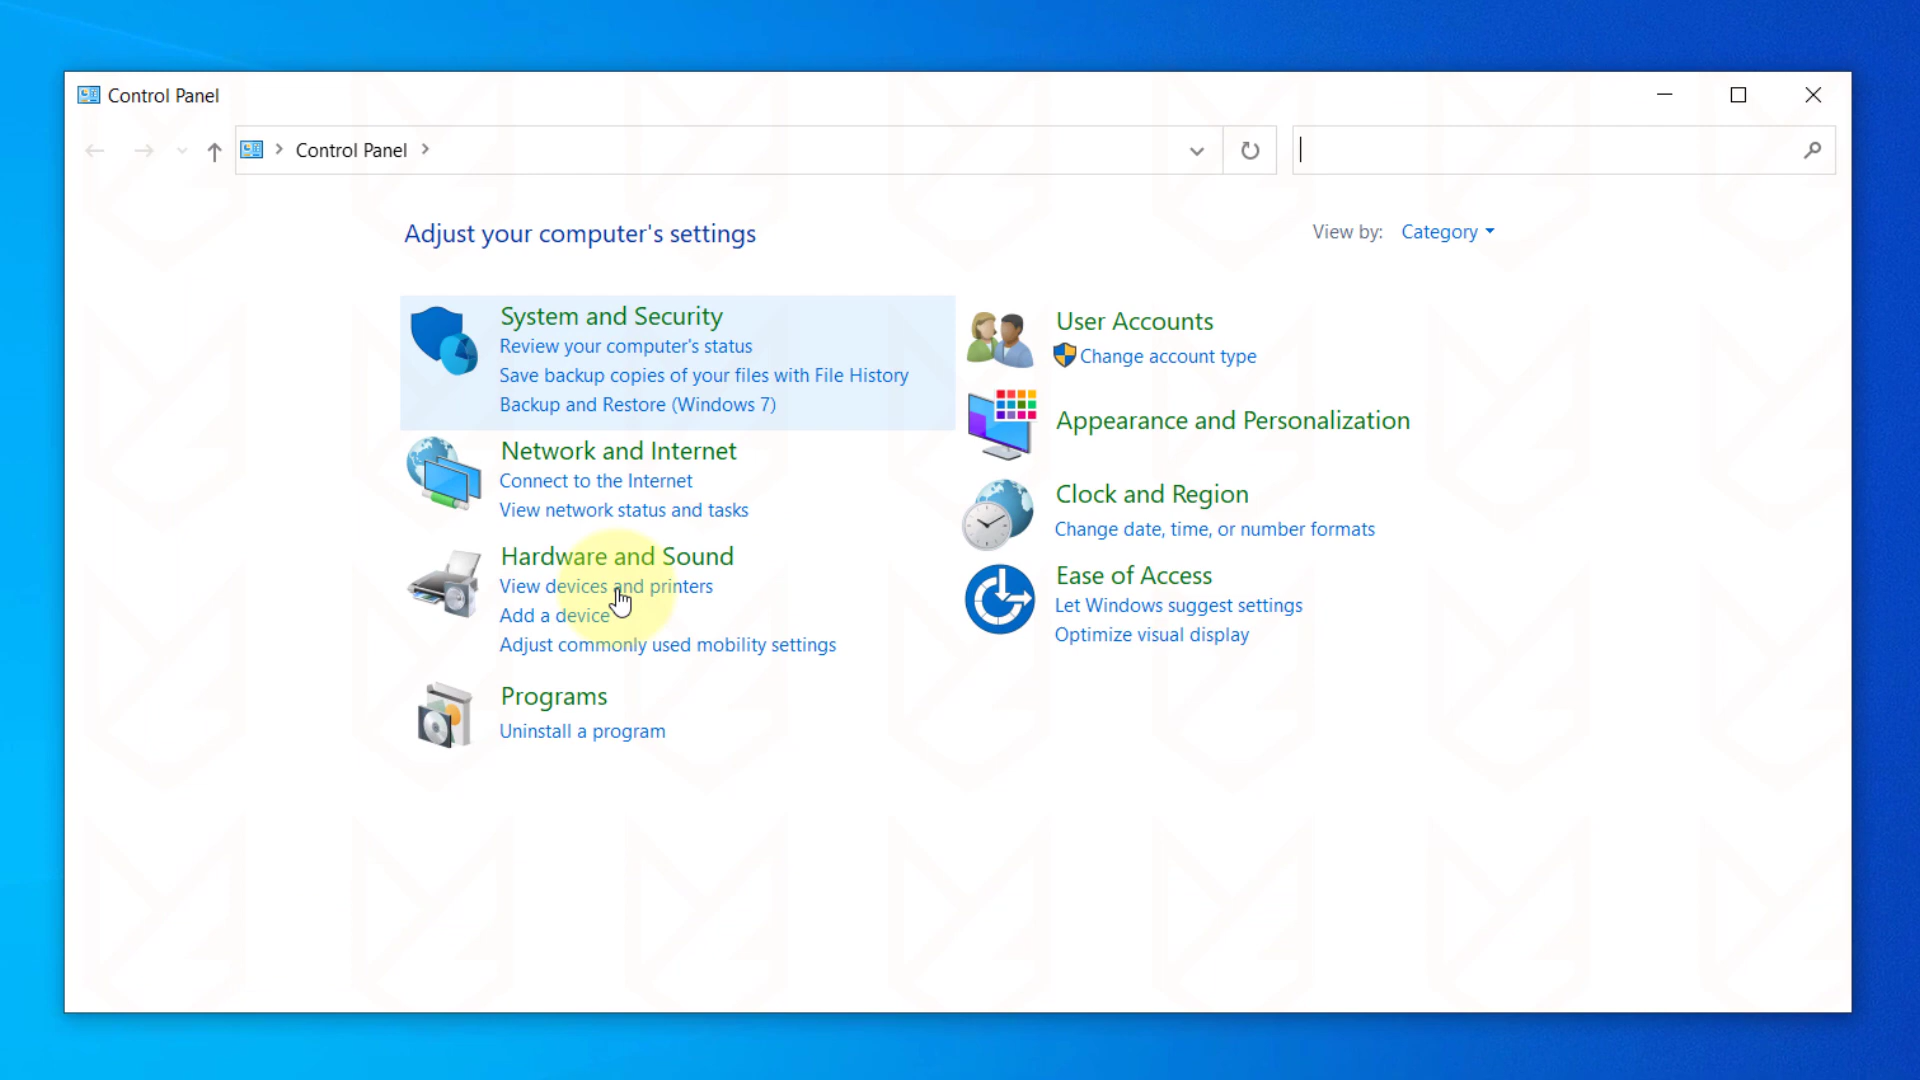 Control Panel
Control Panel
Adjust your computer's settings
View by: Category
System and Security
Review your computer's status
Save backup copies of your files with File History
Backup and Restore (Windows 7)
Network and Internet
Connect to the Internet
View network status and tasks
Hardware and Sound
View devices and printers
Add a device
Adjust commonly used mobility settings
Programs
Uninstall a program
User Accounts
Change account type
Appearance and Personalization
Clock and Region
Change date, time, or number formats
Ease of Access
Let Windows suggest settings
Optimize visual display